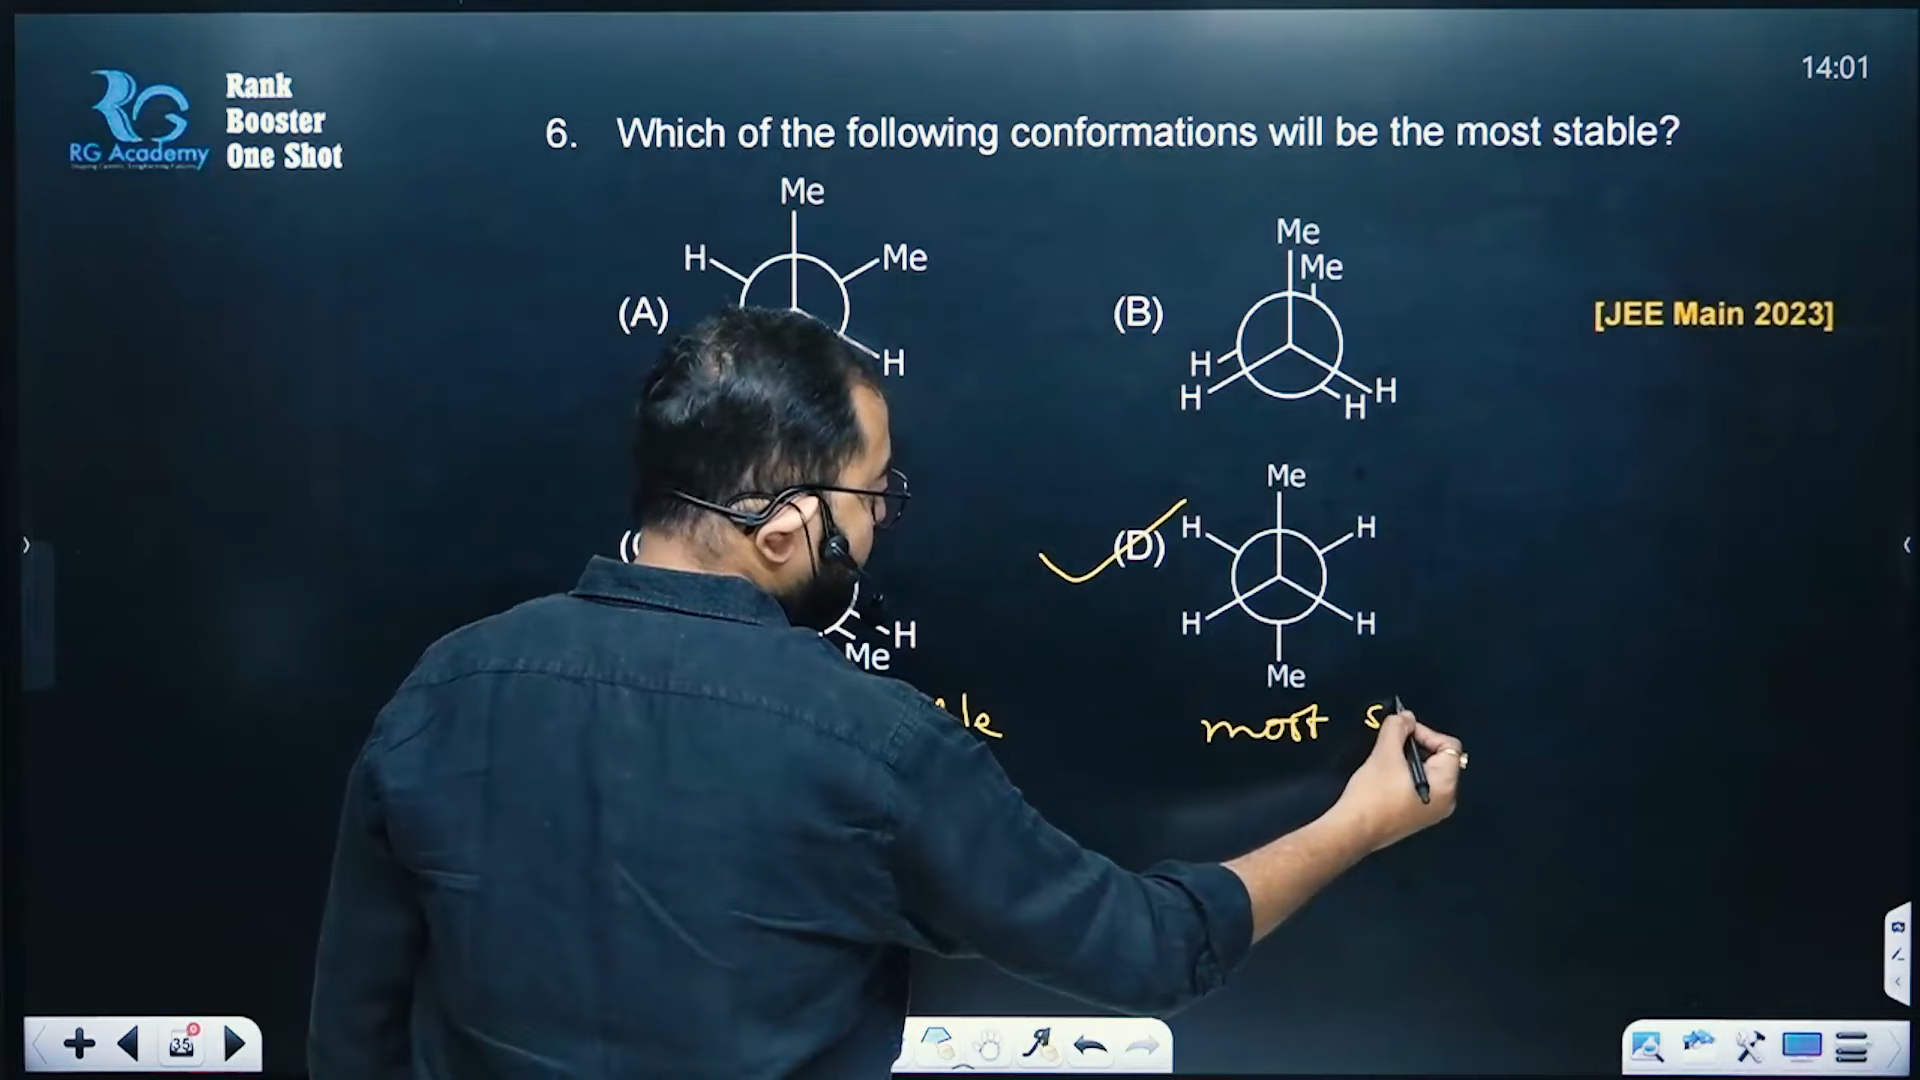 RG Academy
Rank
Booster
One Shot
14:01
6. Which of the following conformations will be the most stable?
[JEE Main 2023]
(A)
Me
H
Me
H
(B)
Me
Me
H
H
H
H
H
Me
(D)
Me
H
H
H
H
Me
most s
35